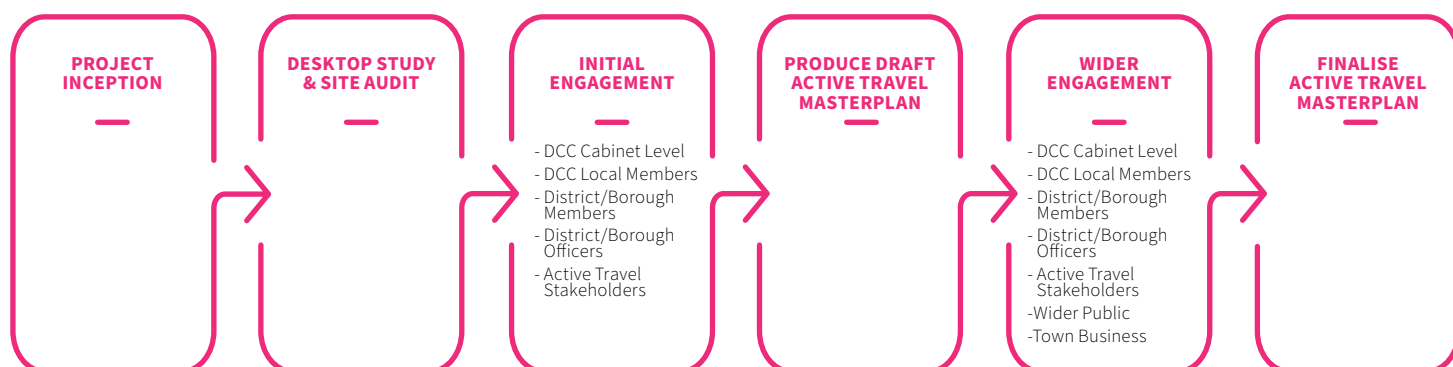 PROJECT
INCEPTION
DESKTOP STUDY
& SITE AUDIT
INITIAL
ENGAGEMENT
- DCC Cabinet Level
- DCC Local Members
- District/Borough
Members
- District/Borough
Officers
- Active Travel
Stakeholders
PRODUCE DRAFT
ACTIVE TRAVEL
MASTERPLAN
WIDER
ENGAGEMENT
- DCC Cabinet Level
- DCC Local Members
- District/Borough
Members
- District/Borough
Officers
- Active Travel
Stakeholders
-Wider Public
-Town Business
FINALISE
ACTIVE TRAVEL
MASTERPLAN